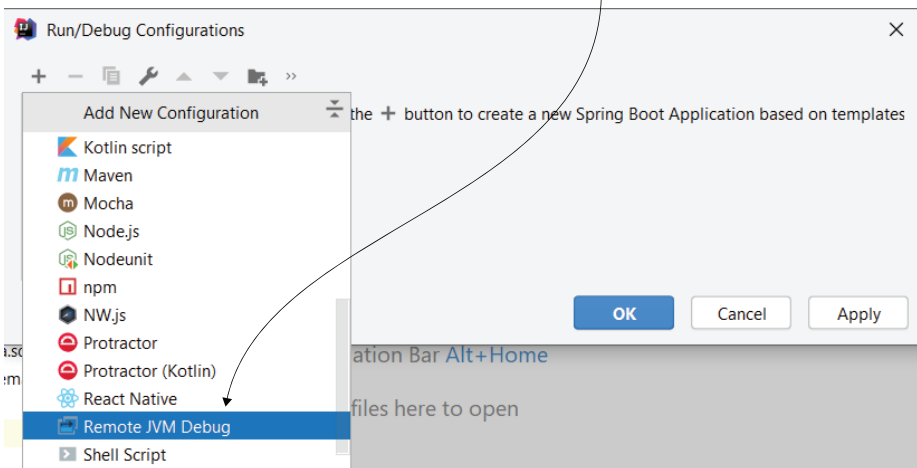 Run/Debug Configurations
Add New Configuration
the + button to create a new Spring Boot Application based on templates
Kotlin script
Maven
Mocha
Node.js
Nodeunit
npm
NW.js
OK Cancel Apply
Protractor
ation Bar Alt+Home
Protractor (Kotlin)
React Native
files here to open
Remote JVM Debug
Shell Script